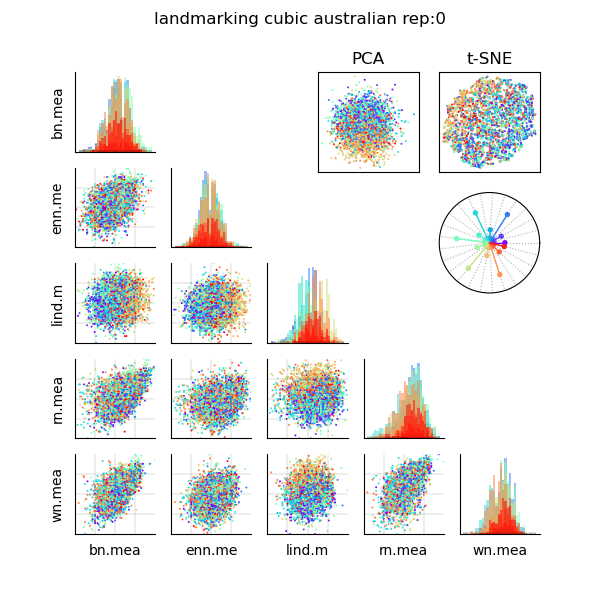 landmarking cubic australian rep:0
PCA
t-SNE
bn.mea
enn.me
lind.m
rn.mea
wn.mea
bn.mea
enn.me
lind.m
rn.mea
wn.mea